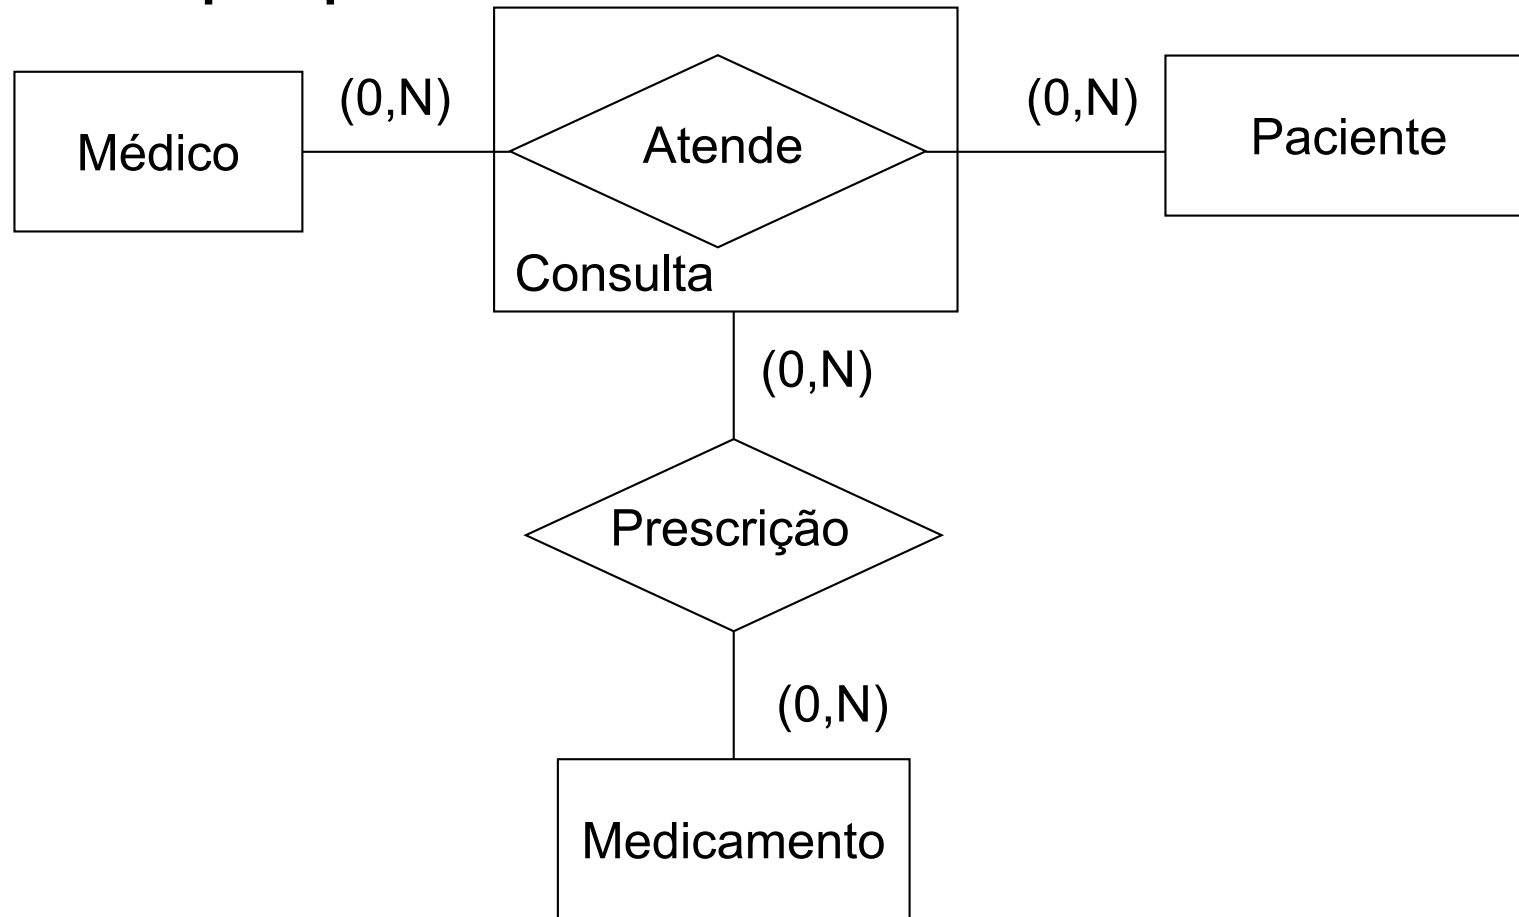 (0,N)
(0,N)
Médico
Atende
Paciente
Consulta
(0,N)
Prescrição
(0,N)
Medicamento